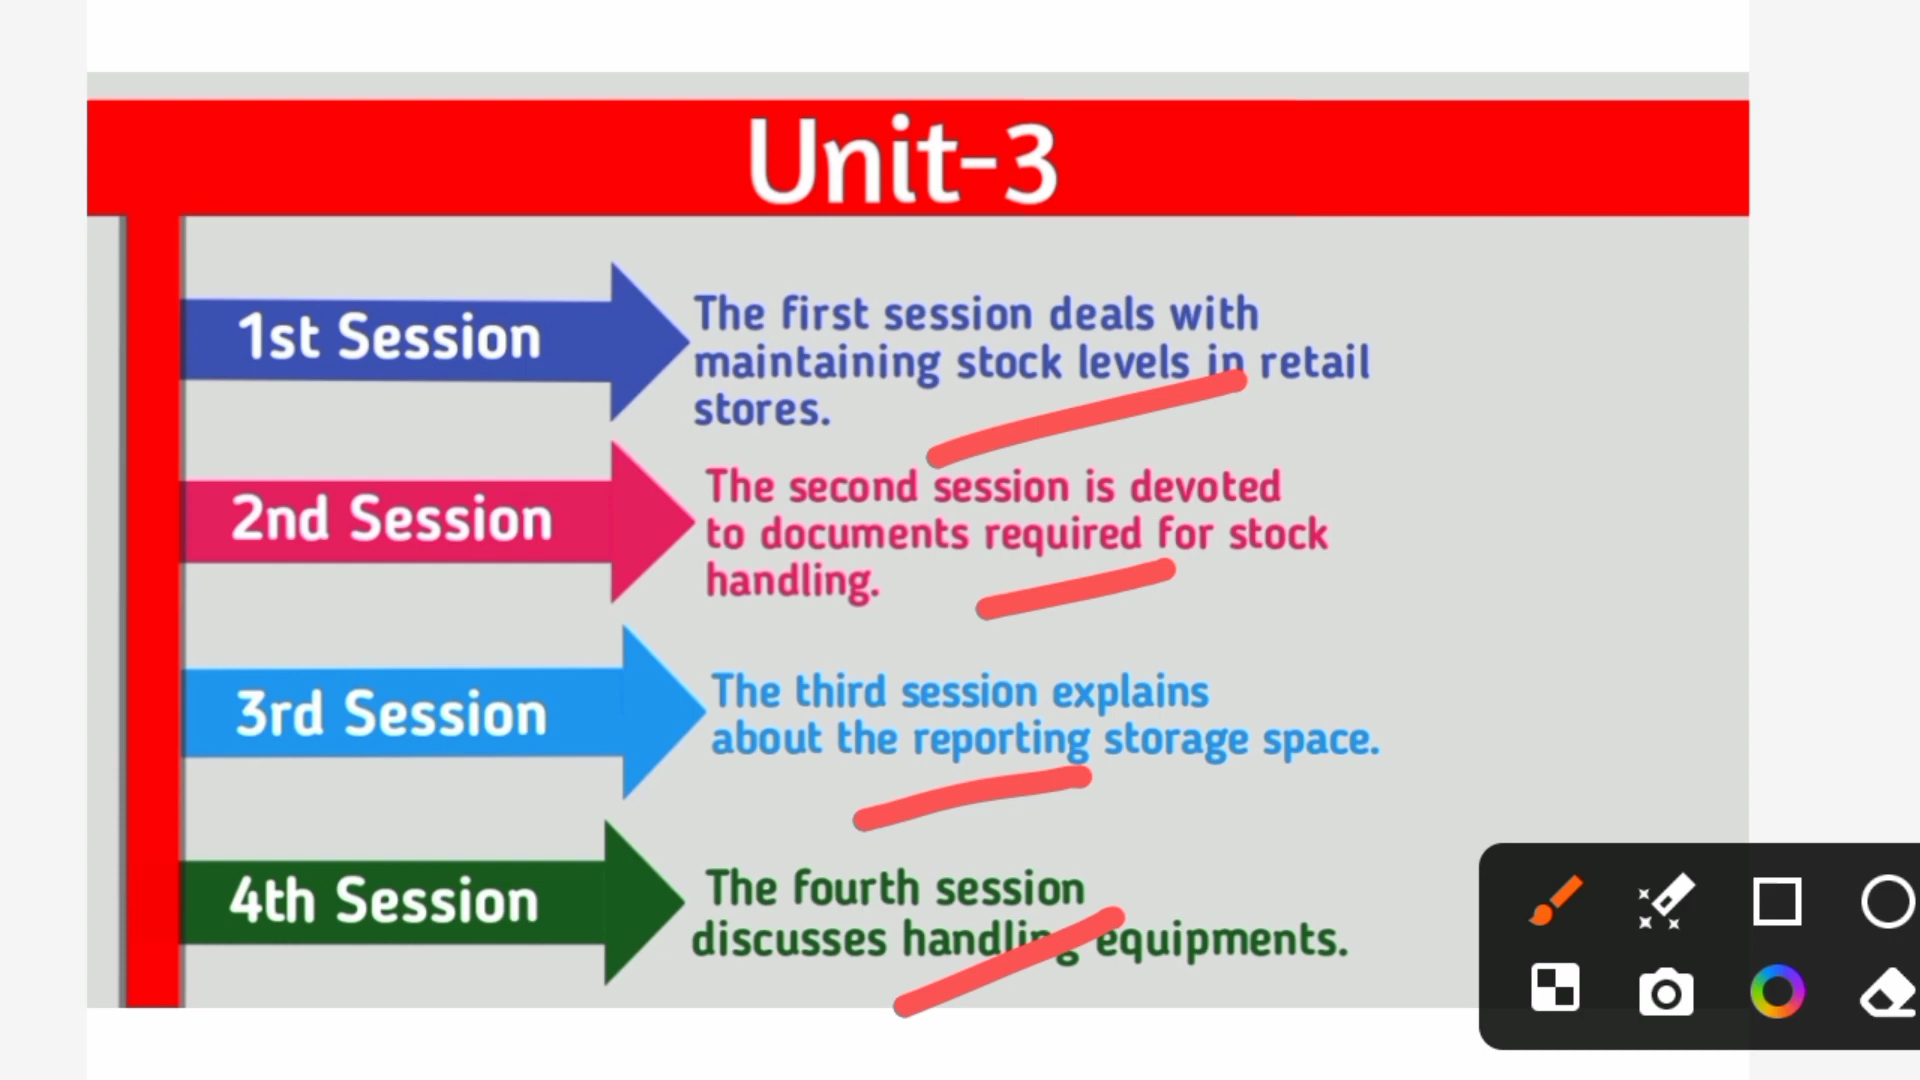 Unit-3
1st Session
The first session deals with
maintaining stock levels in retail
stores.
2nd Session
The second session is devoted
to documents required for stock
handling.
3rd Session
The third session explains
about the reporting storage space.
4th Session
The fourth session
discusses handling equipments.